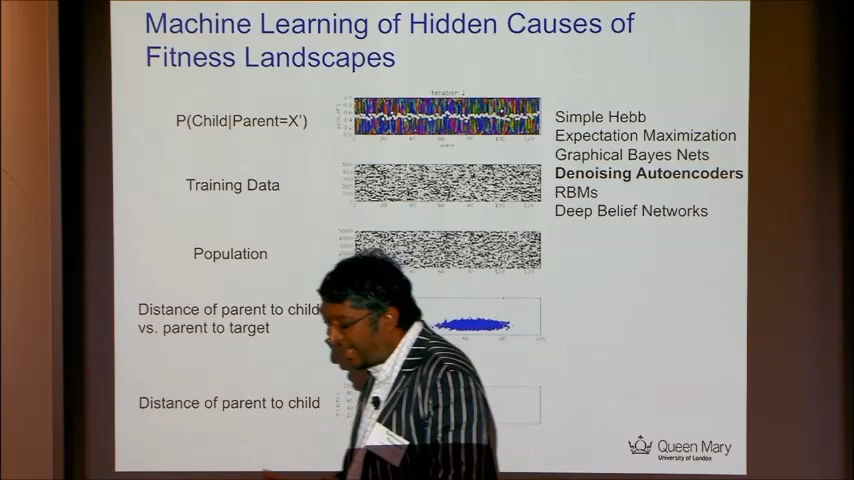 Machine Learning of Hidden Causes of
Fitness Landscapes
Iteration 1
P(Child|Parent=X')
Simple Hebb
Expectation Maximization
Graphical Bayes Nets
Denoising Autoencoders
RBMs
Deep Belief Networks
Training Data
Population
Distance of parent to child
vs. parent to target
Distance of parent to child
Queen Mary
University of London